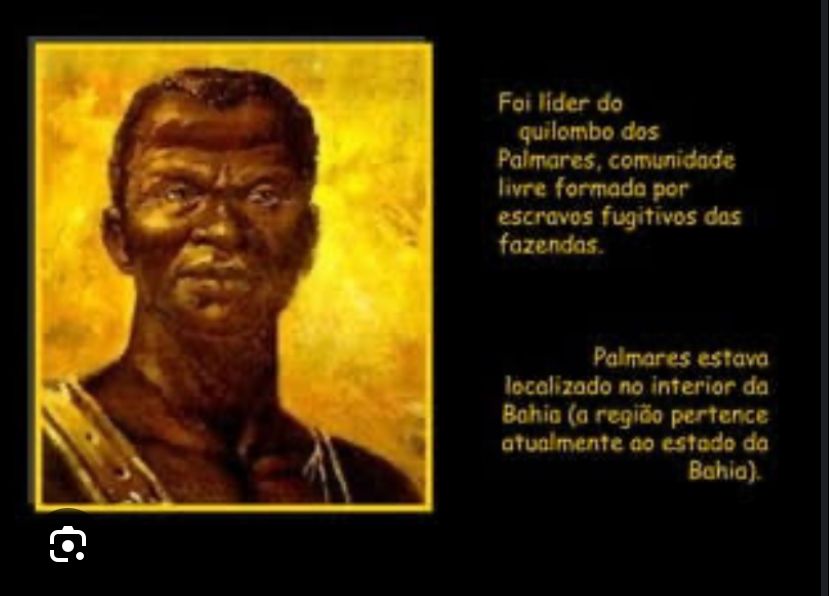 Foi líder do
quilombo dos
Palmares, comunidade
livre formada por
escravos fugitivos das
fazendas.
Palmares estava
localizado no interior da
Bahia (a região pertence
atualmente ao estado da
Bahia).